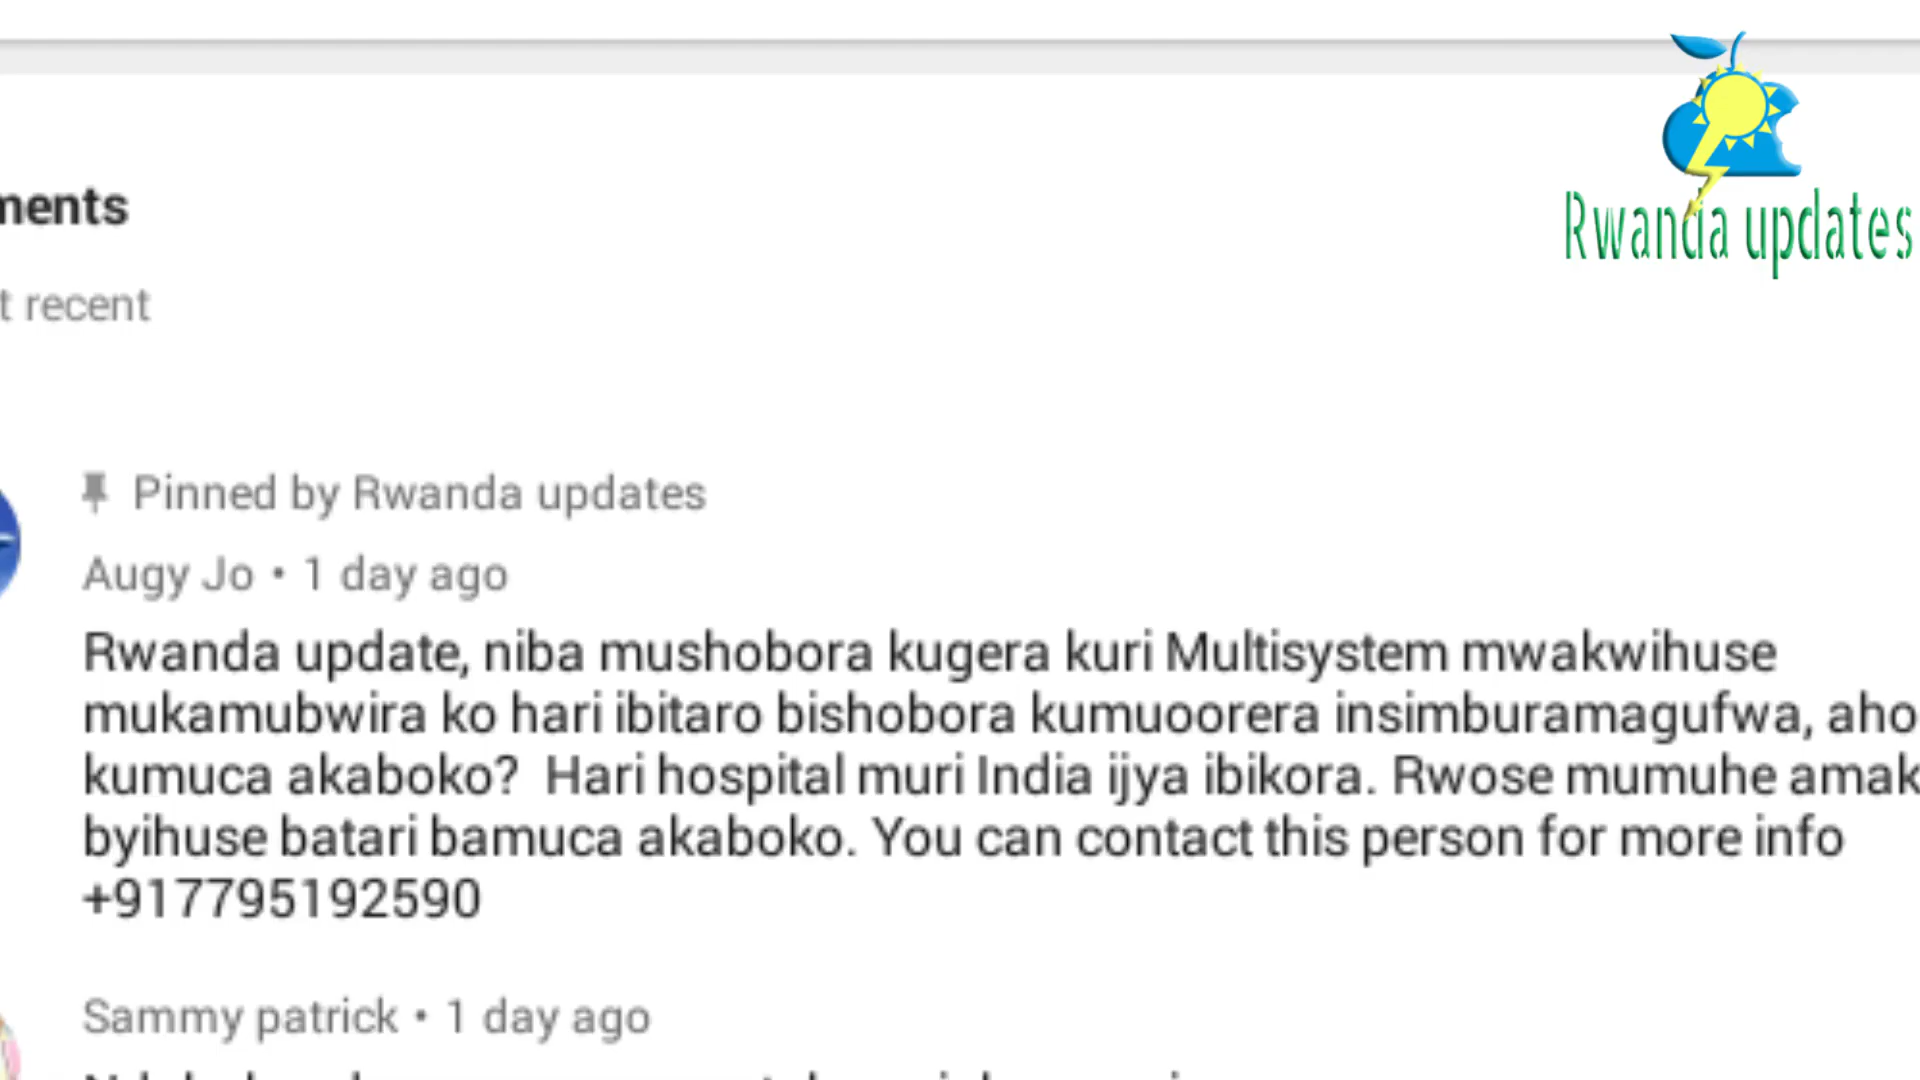 Rwanda updates
ments
t recent
Pinned by Rwanda updates
Augy Jo • 1 day ago
Rwanda update, niba mushobora kugera kuri Multisystem mwakwihuse
mukamubwira ko hari ibitaro bishobora kumuoorera insimburamagufwa, aho
kumuca akaboko? Hari hospital muri India ijya ibikora. Rwose mumuhe amak
byihuse batari bamuca akaboko. You can contact this person for more info
+917795192590
Sammy patrick • 1 day ago